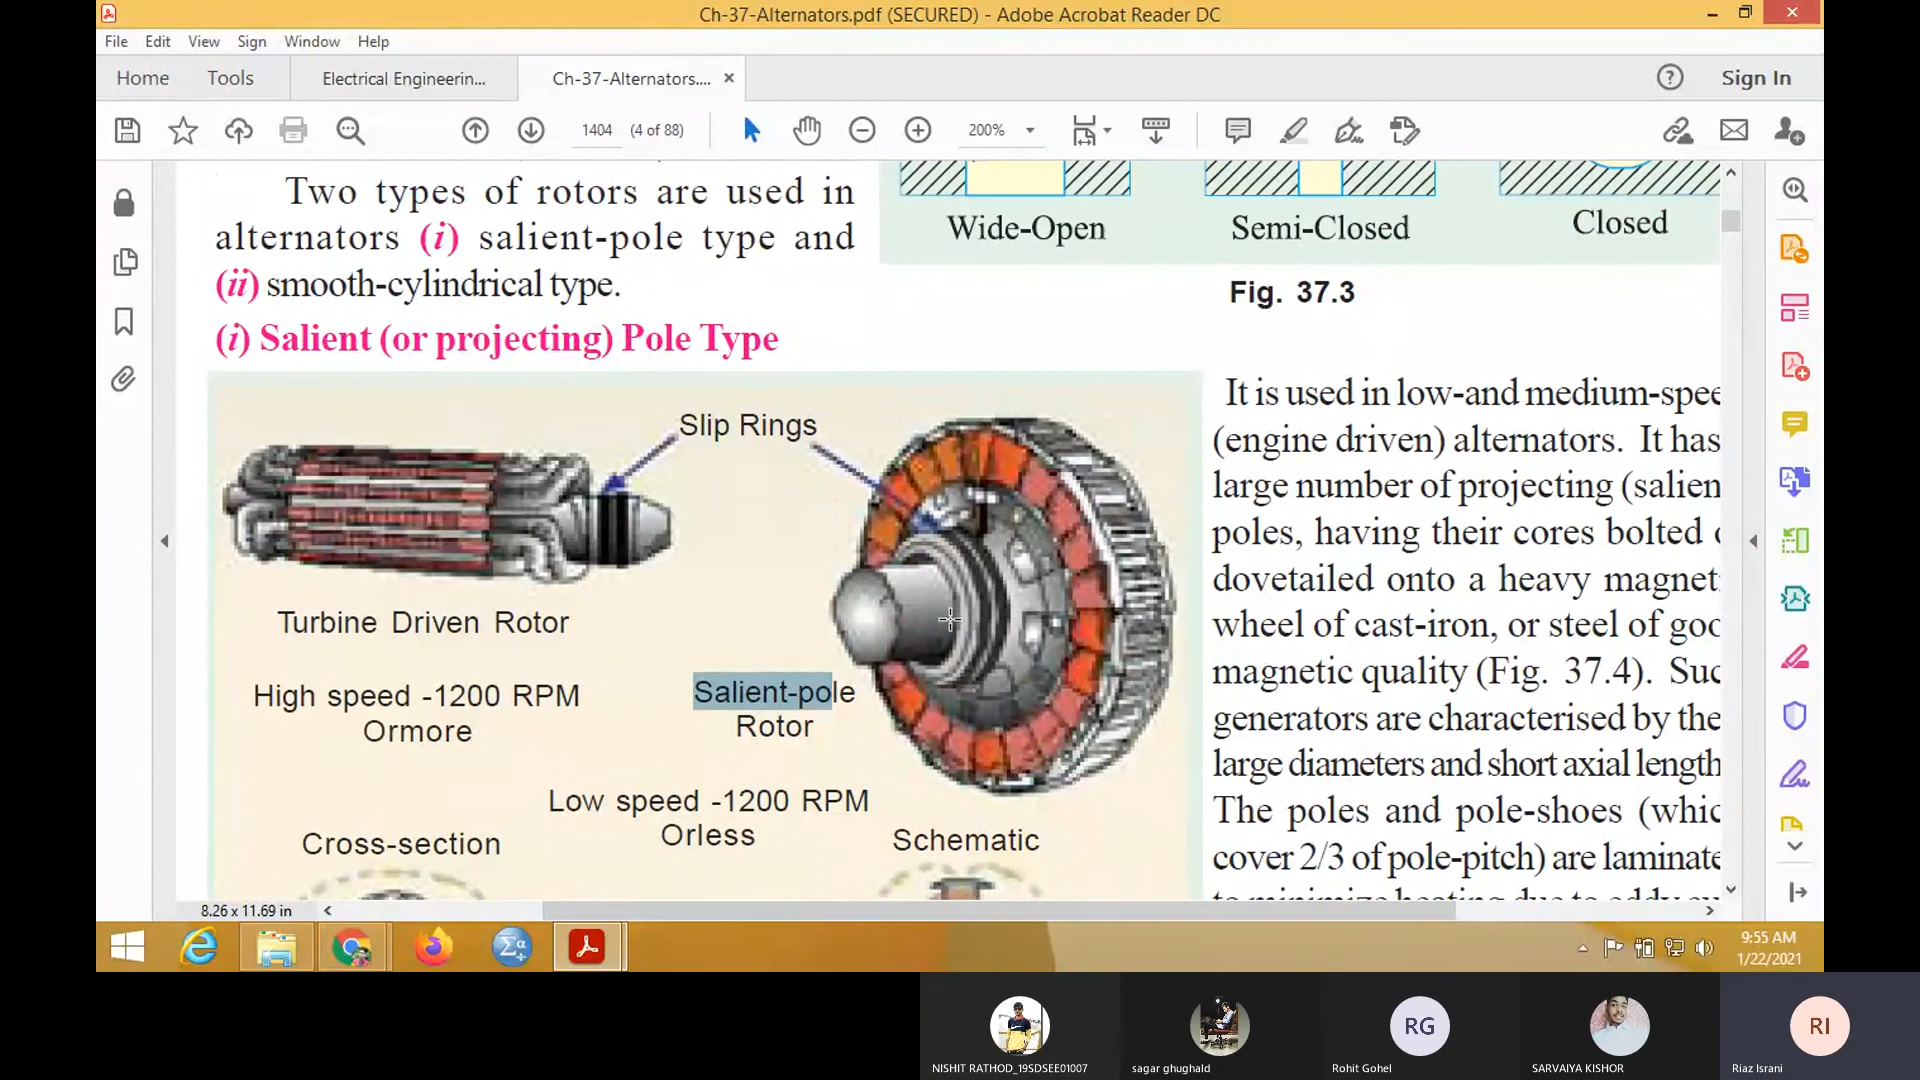 Ch-37-Alternators.pdf (SECURED) - Adobe Acrobat Reader DC
File Edit View Sign Window Help
Home Tools Electrical Engineerin... Ch-37-Alternators.... Sign In
1404 (4 of 88) 200%
Two types of rotors are used in
alternators (i) salient-pole type and
(ii) smooth-cylindrical type.
Wide-Open Semi-Closed Closed
Fig. 37.3
(i) Salient (or projecting) Pole Type
Slip Rings
Turbine Driven Rotor
High speed -1200 RPM
Ormore
Salient-pole
Rotor
Low speed -1200 RPM
Orless
Cross-section
Schematic
It is used in low-and medium-spee
(engine driven) alternators. It has
large number of projecting (salien
poles, having their cores bolted o
dovetailed onto a heavy magnet
wheel of cast-iron, or steel of goo
magnetic quality (Fig. 37.4). Suc
generators are characterised by the
large diameters and short axial length
The poles and pole-shoes (whic
cover 2/3 of pole-pitch) are laminate
8.26 x 11.69 in
9:55 AM
1/22/2021
RG RI
NISHIT RATHOD_19SDSEE01007 sagar ghughald Rohit Gohel SARVAIYA KISHOR Riaz Israni